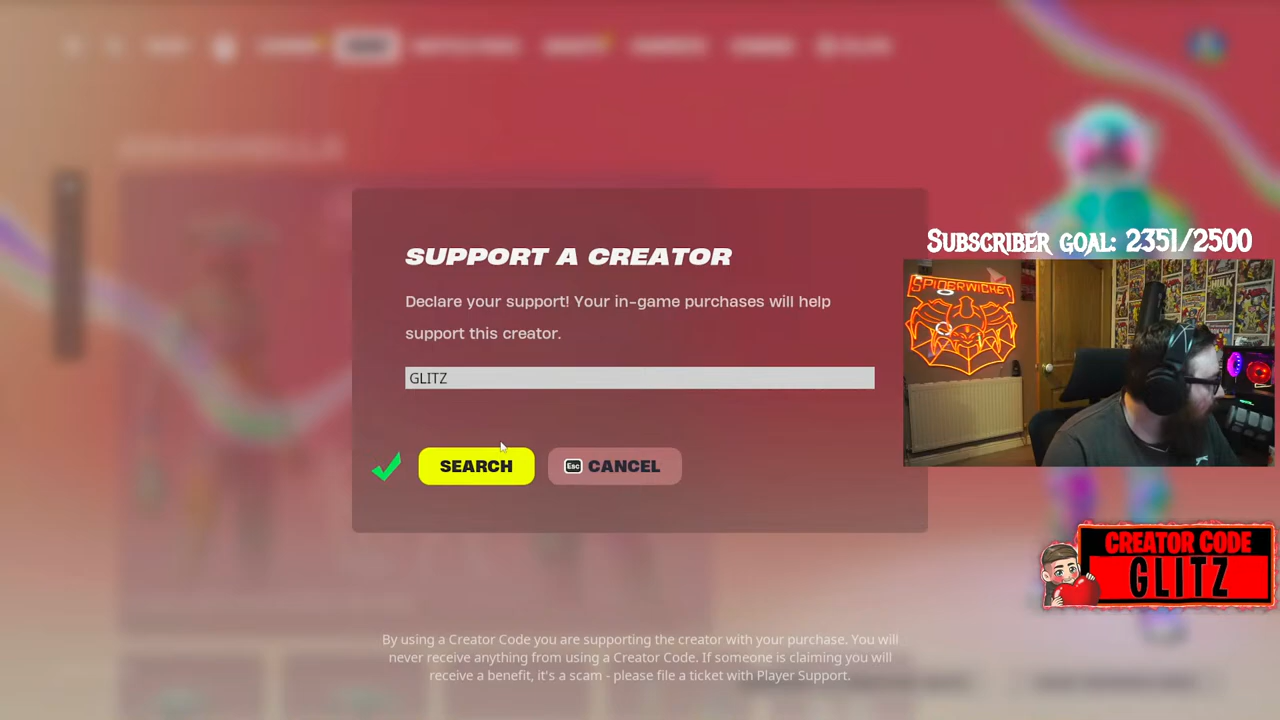 SUPPORT A CREATOR
Declare your support! Your in-game purchases will help
support this creator.
GLITZ
SEARCH
Esc CANCEL
By using a Creator Code you are supporting the creator with your purchase. You will
never receive anything from using a Creator Code. If someone is claiming you will
receive a benefit, it's a scam - please file a ticket with Player Support.
SUBSCRIBER GOAL: 2351/2500
SPIDERWICKET
CREATOR CODE
GLITZ